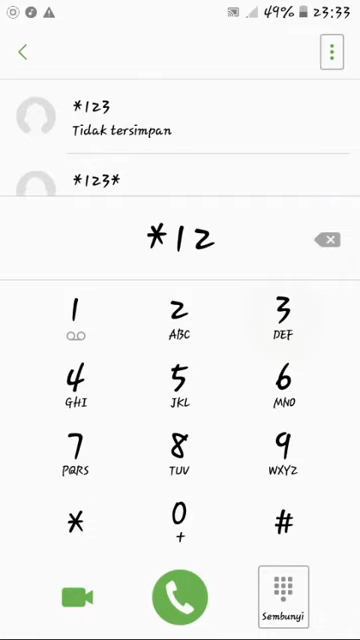 49% 23:33
*123
Tidak tersimpan
*123*
*12
1 2 3
ABC DEF
4 5 6
GHI JKL MNO
7 8 9
PQRS TUV WXYZ
* 0 #
+
Sembunyi